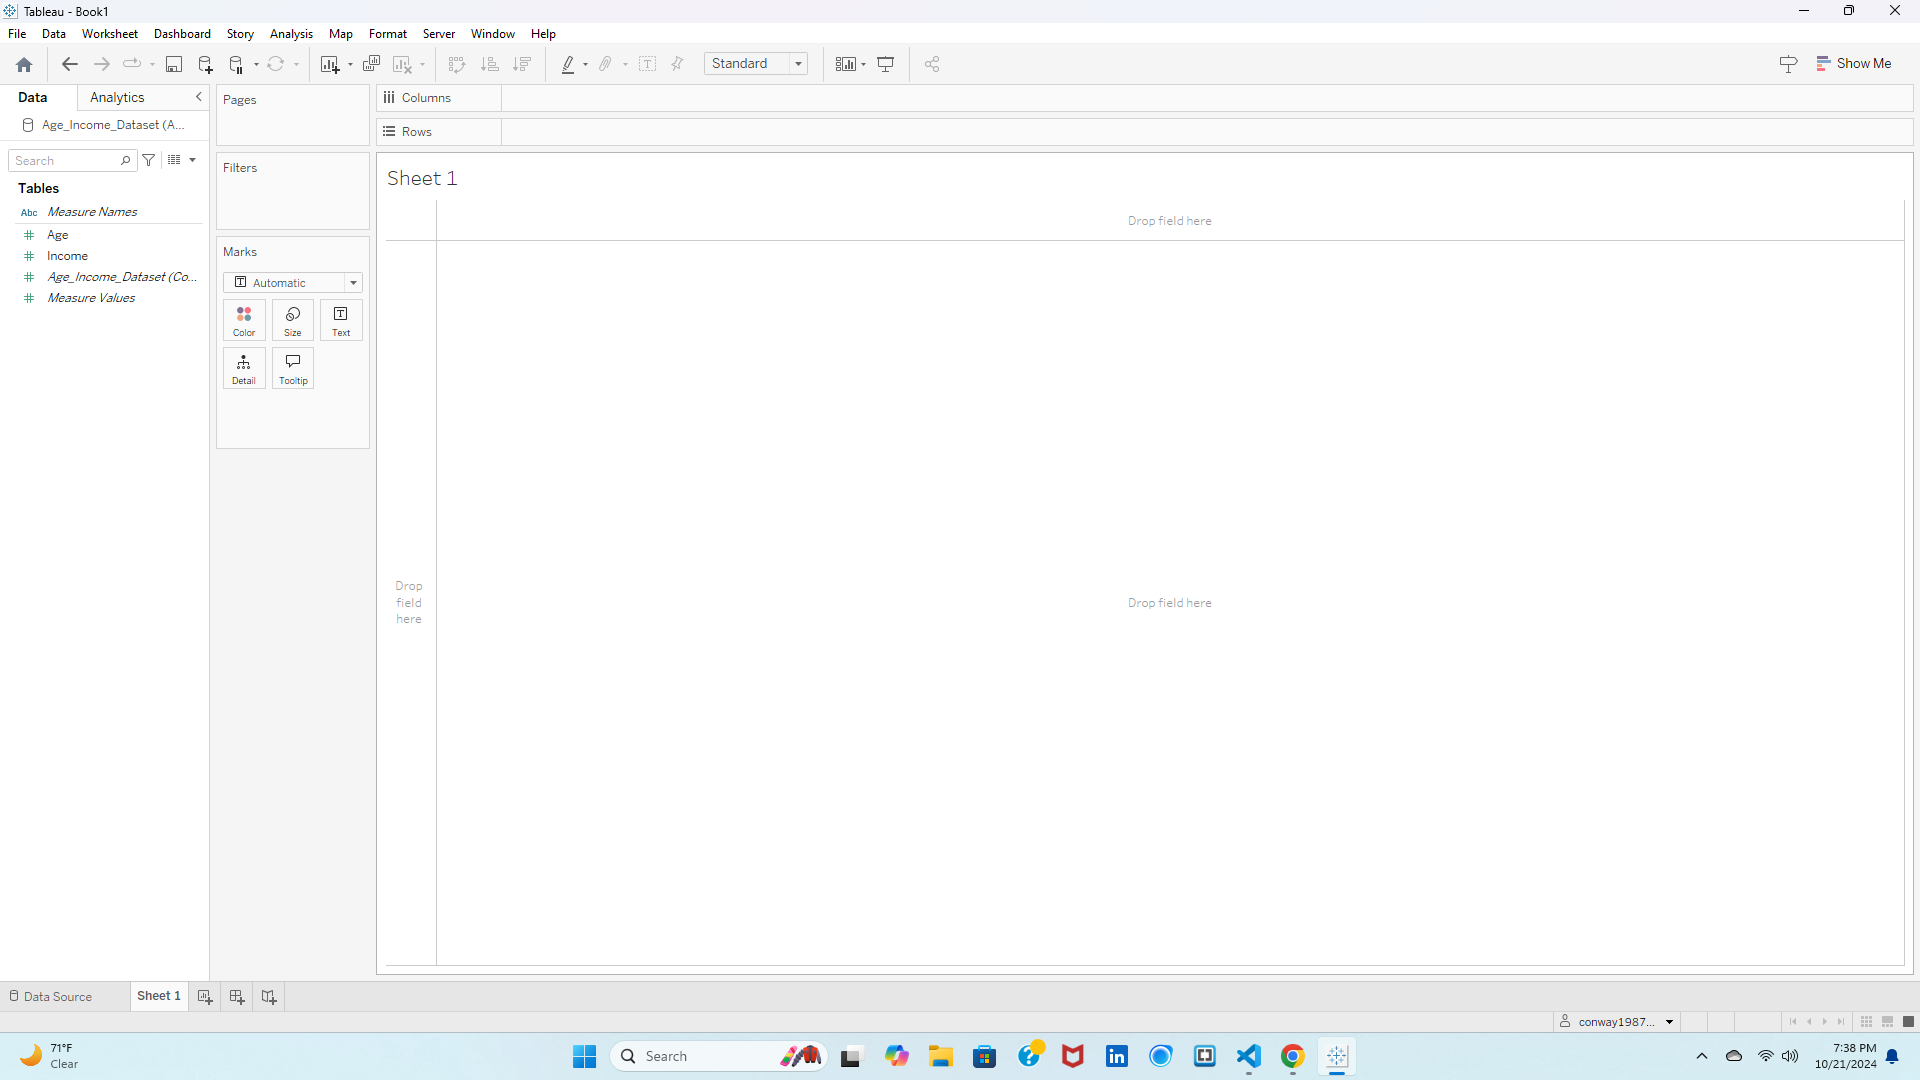 Tableau - Book1
File Data Worksheet Dashboard Story Analysis Map Format Server Window Help
Standard
Show Me
Data Analytics
Age_Income_Dataset (A...
Search
Tables
Abc Measure Names
Age
Income
Age_Income_Dataset (Co...
Measure Values
Pages
Filters
Marks
Automatic
Color Size Text
Detail Tooltip
Columns
Rows
Sheet 1
Drop field here
Drop
field
here
Drop field here
Data Source Sheet 1
conway1987...
71°F
Clear
Search
7:38 PM
10/21/2024